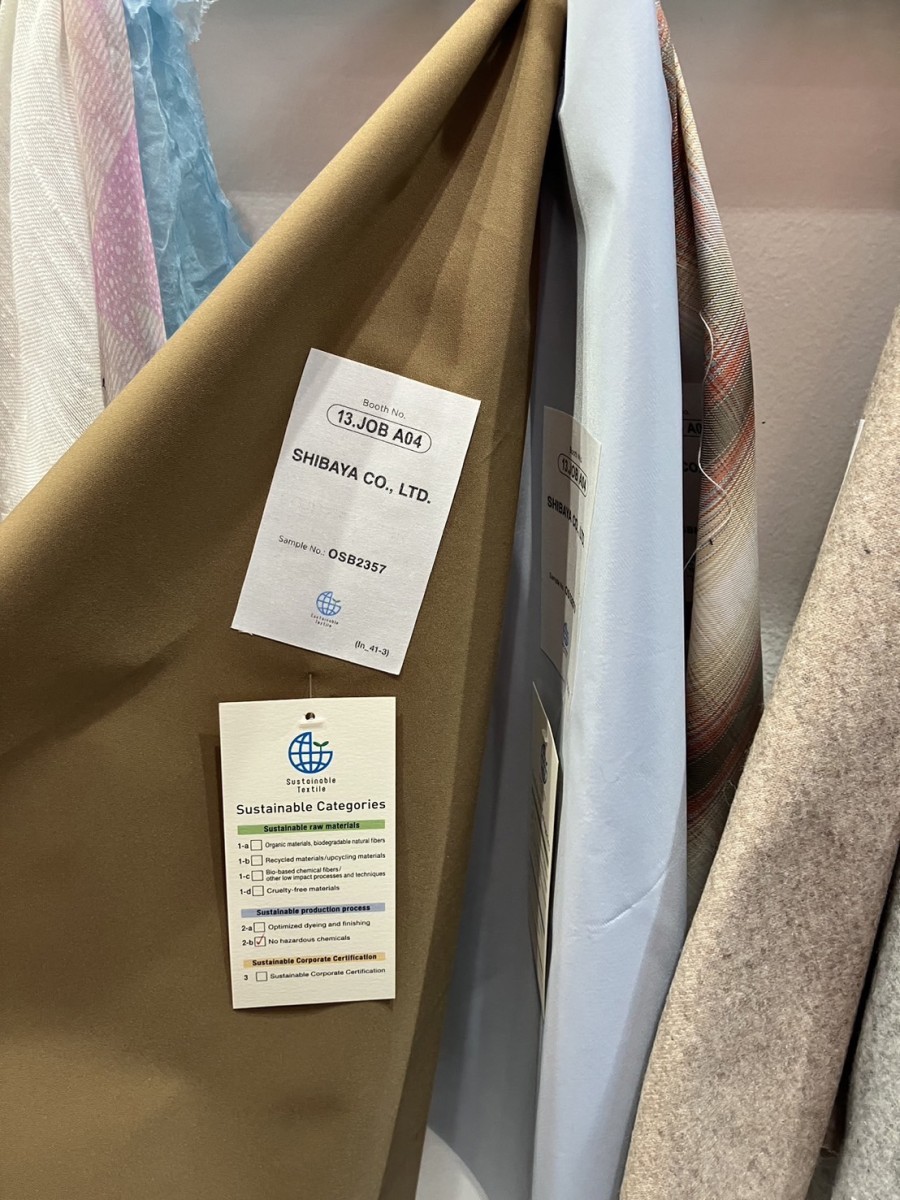 Booth No.
13.JOB A04
SHIBAYA CO., LTD.
Sample No.: OSB2357
Sustainable
Textile
(In_41-3)
Sustainable
Textile
Sustainable Categories
Sustainable raw materials
1-a Organic materials, biodegradable natural fibers
1-b Recycled materials/upcycling materials
1-c Bio-based chemical fibers/
other low impact processes and techniques
1-d Cruelty-free materials
Sustainable production process
2-a Optimized dyeing and finishing
2-b No hazardous chemicals
Sustainable Corporate Certification
3 Sustainable Corporate Certification
13.JOB A04
SHIBAYA CO., LTD.